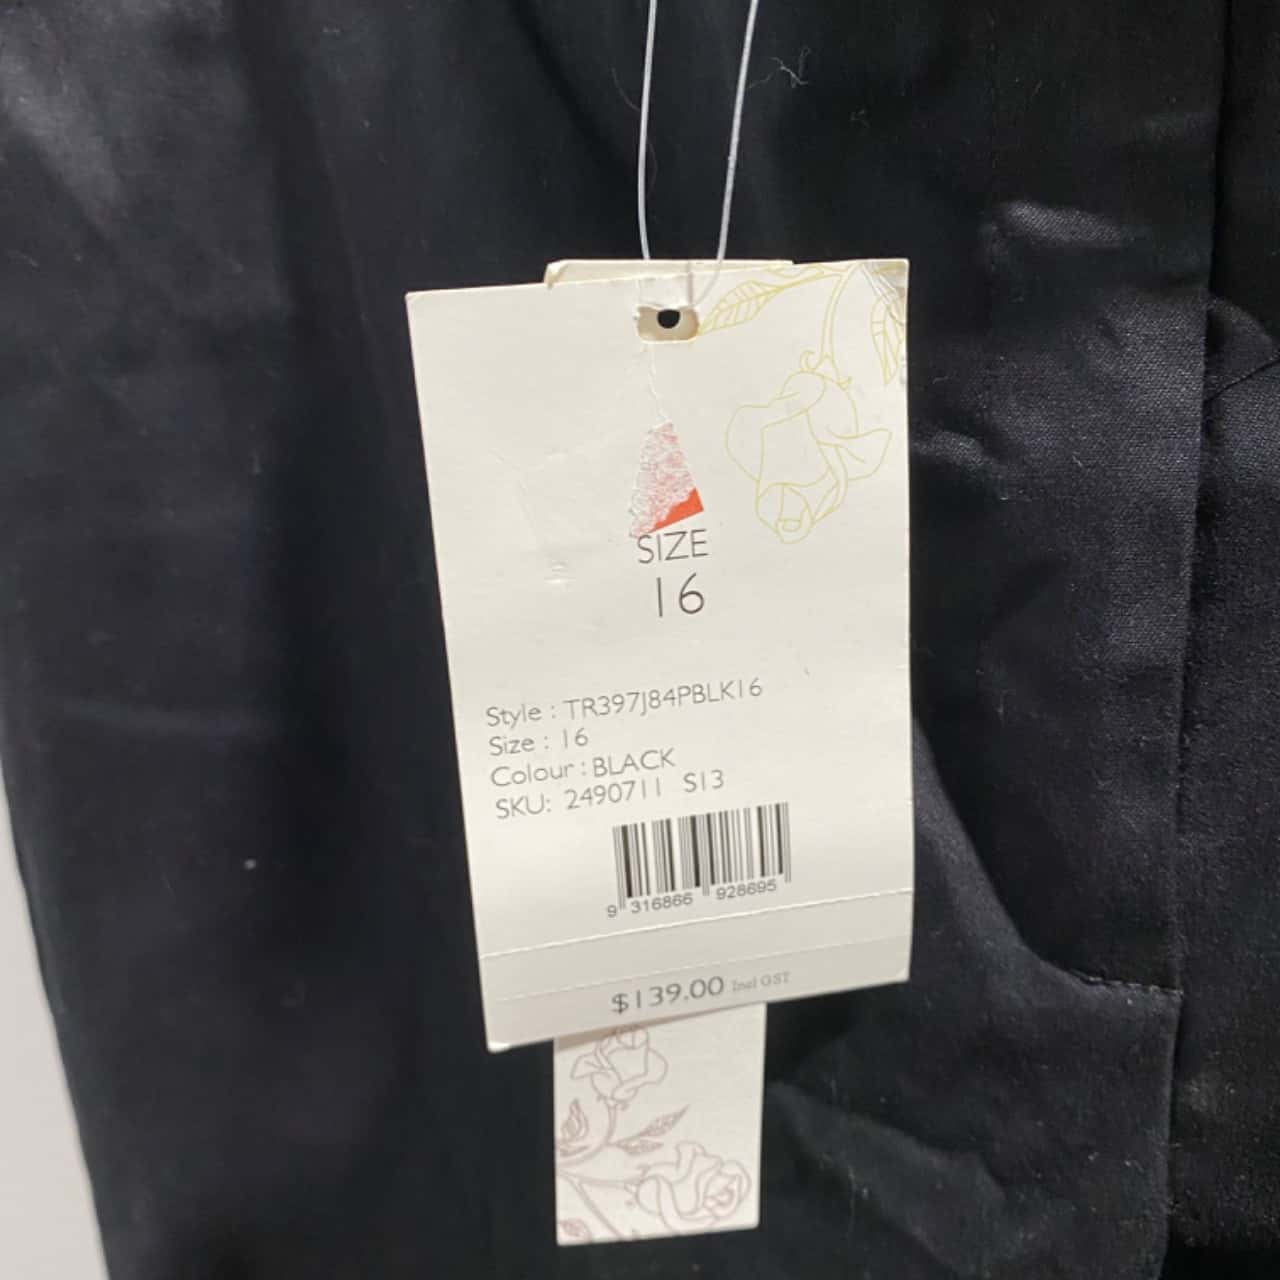 SIZE
16
Style : TR397J84PBLK16
Size : 16
Colour : BLACK
SKU: 2490711 S13
9 316866 928695
$139.00 Incl GST